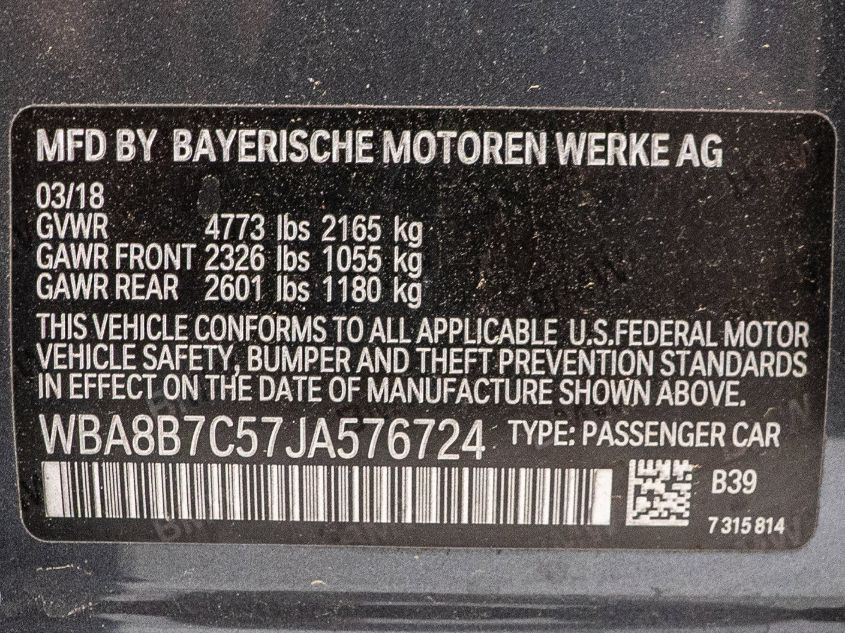 MFD BY BAYERISCHE MOTOREN WERKE AG
03/18
GVWR 4773 lbs 2165 kg
GAWR FRONT 2326 lbs 1055 kg
GAWR REAR 2601 lbs 1180 kg
THIS VEHICLE CONFORMS TO ALL APPLICABLE U.S.FEDERAL MOTOR
VEHICLE SAFETY, BUMPER AND THEFT PREVENTION STANDARDS
IN EFFECT ON THE DATE OF MANUFACTURE SHOWN ABOVE.
WBA8B7C57JA576724 TYPE: PASSENGER CAR
B39
7 315 814